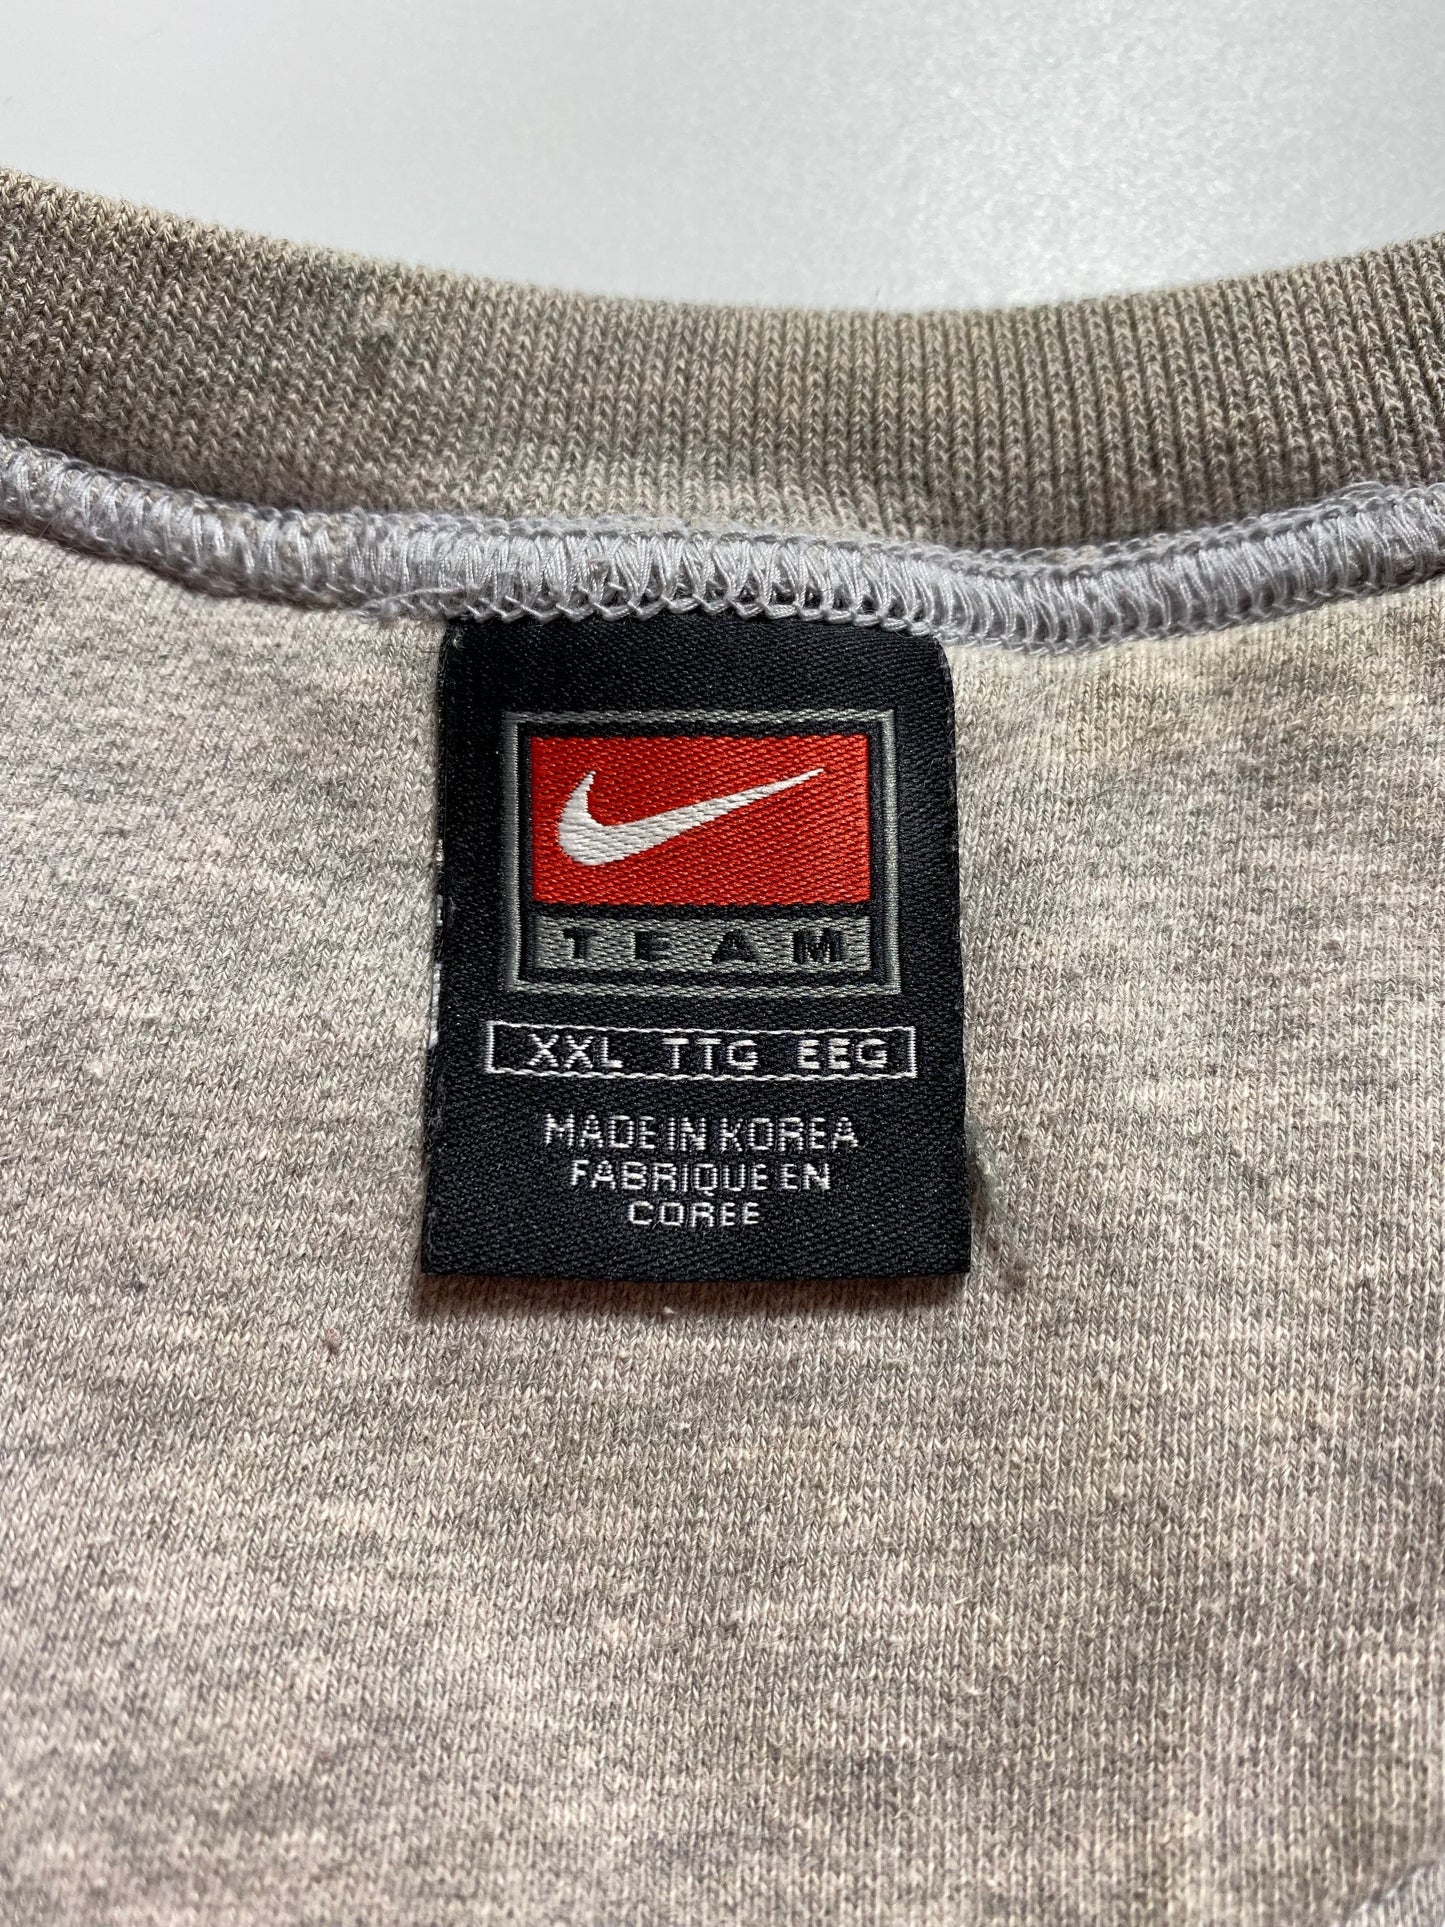 TEAM
XXL TTG EEG
MADE IN KOREA
FABRIQUE EN
COREE